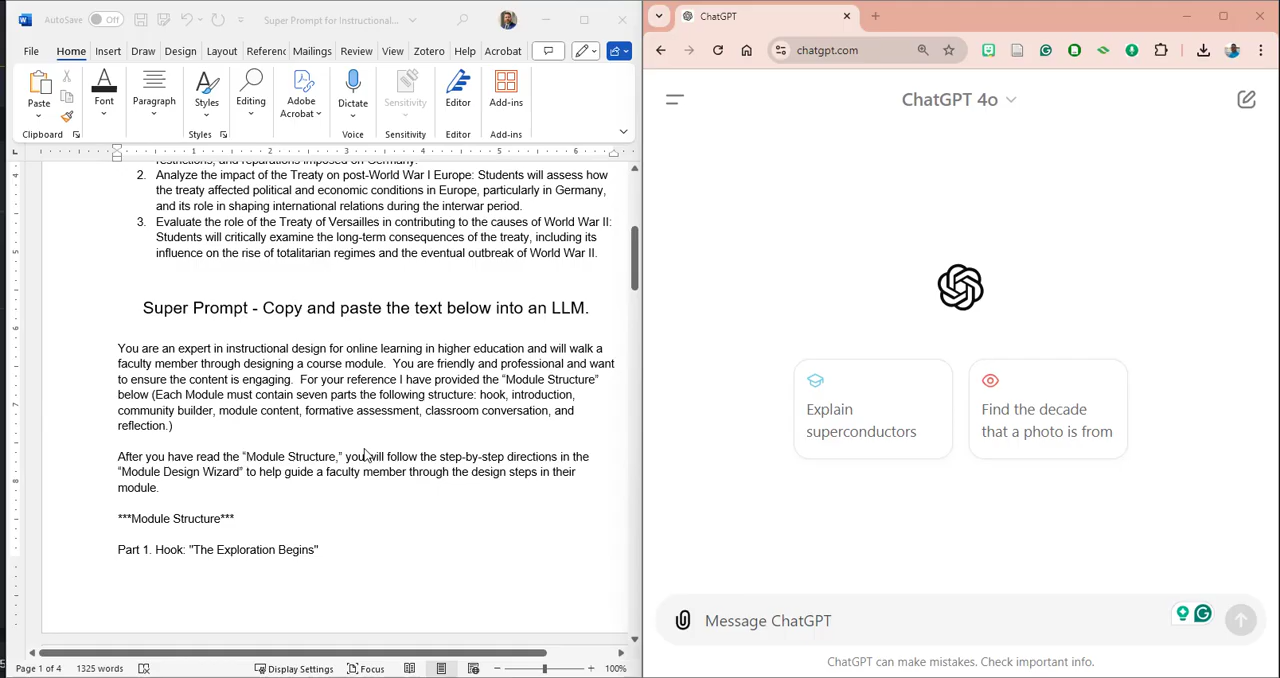 AutoSave Off Super Prompt for Instructional...
File Home Insert Draw Design Layout Referenc Mailings Review View Zotero Help Acrobat
Paste Font Paragraph Styles Editing Adobe Acrobat Dictate Sensitivity Editor Add-ins
Clipboard Styles Voice Sensitivity Editor Add-ins
1 2 3 4 5 6
restrictions, and reparations imposed on Germany.
2. Analyze the impact of the Treaty on post-World War I Europe: Students will assess how
the treaty affected political and economic conditions in Europe, particularly in Germany,
and its role in shaping international relations during the interwar period.
3. Evaluate the role of the Treaty of Versailles in contributing to the causes of World War II:
Students will critically examine the long-term consequences of the treaty, including its
influence on the rise of totalitarian regimes and the eventual outbreak of World War II.
Super Prompt - Copy and paste the text below into an LLM.
You are an expert in instructional design for online learning in higher education and will walk a
faculty member through designing a course module. You are friendly and professional and want
to ensure the content is engaging. For your reference I have provided the “Module Structure”
below (Each Module must contain seven parts the following structure: hook, introduction,
community builder, module content, formative assessment, classroom conversation, and
reflection.)
After you have read the “Module Structure,” you will follow the step-by-step directions in the
“Module Design Wizard” to help guide a faculty member through the design steps in their
module.
***Module Structure***
Part 1. Hook: "The Exploration Begins"
Page 1 of 4 1325 words Display Settings Focus 100%
ChatGPT
chatgpt.com
ChatGPT 4o
Explain
superconductors
Find the decade
that a photo is from
Message ChatGPT
ChatGPT can make mistakes. Check important info.